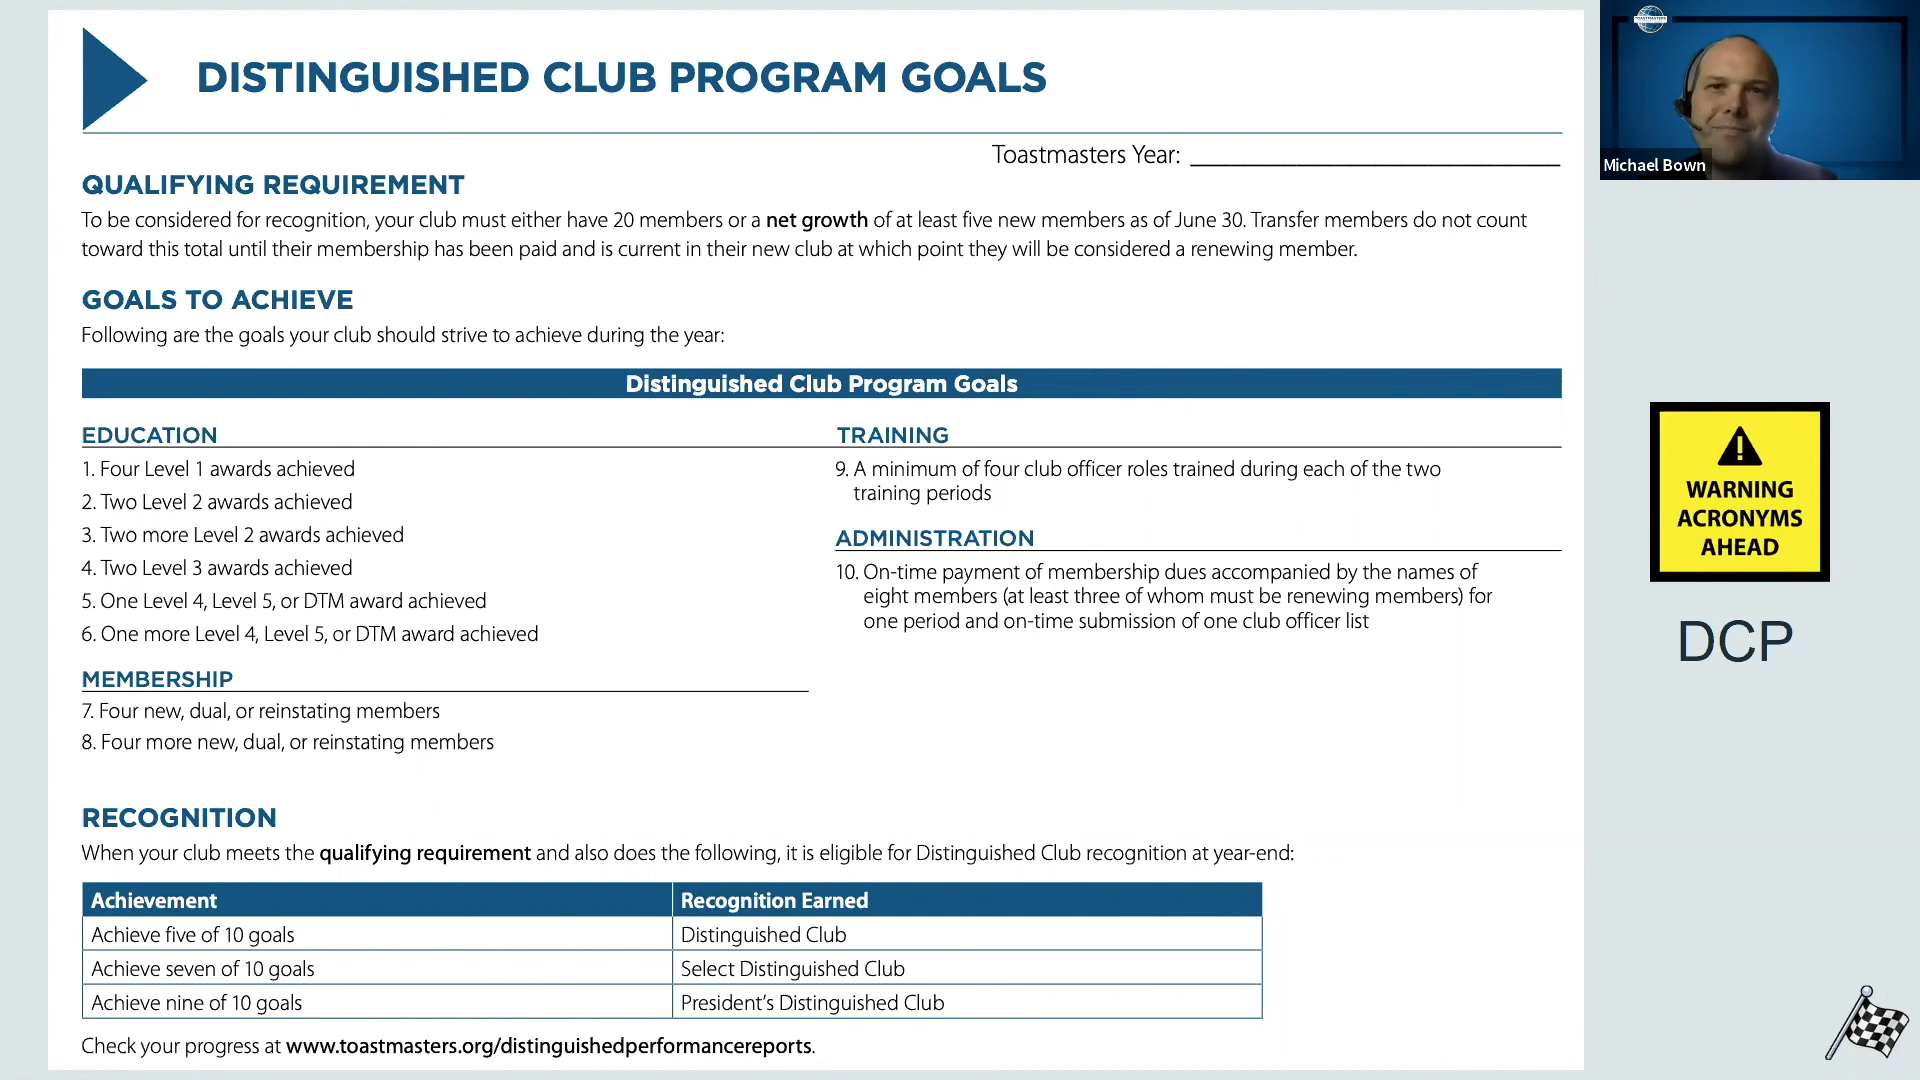 DISTINGUISHED CLUB PROGRAM GOALS
Toastmasters Year:
QUALIFYING REQUIREMENT
To be considered for recognition, your club must either have 20 members or a net growth of at least five new members as of June 30. Transfer members do not count
toward this total until their membership has been paid and is current in their new club at which point they will be considered a renewing member.
GOALS TO ACHIEVE
Following are the goals your club should strive to achieve during the year:
Distinguished Club Program Goals
EDUCATION
1. Four Level 1 awards achieved
2. Two Level 2 awards achieved
3. Two more Level 2 awards achieved
4. Two Level 3 awards achieved
5. One Level 4, Level 5, or DTM award achieved
6. One more Level 4, Level 5, or DTM award achieved
MEMBERSHIP
7. Four new, dual, or reinstating members
8. Four more new, dual, or reinstating members
TRAINING
9. A minimum of four club officer roles trained during each of the two
training periods
ADMINISTRATION
10. On-time payment of membership dues accompanied by the names of
eight members (at least three of whom must be renewing members) for
one period and on-time submission of one club officer list
RECOGNITION
When your club meets the qualifying requirement and also does the following, it is eligible for Distinguished Club recognition at year-end:
Achievement Recognition Earned
Achieve five of 10 goals Distinguished Club
Achieve seven of 10 goals Select Distinguished Club
Achieve nine of 10 goals President's Distinguished Club
Check your progress at www.toastmasters.org/distinguishedperformancereports.
TOASTMASTERS
Michael Bown
WARNING
ACRONYMS
AHEAD
DCP